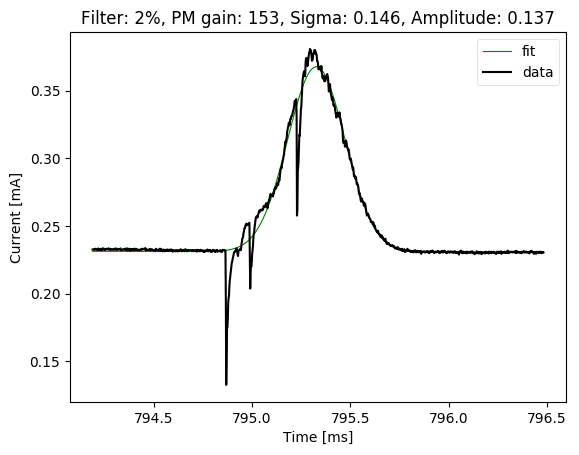 Filter: 2%, PM gain: 153, Sigma: 0.146, Amplitude: 0.137
fit
data
0.35
0.30
0.25
0.20
0.15
Current [mA]
794.5 795.0 795.5 796.0 796.5
Time [ms]